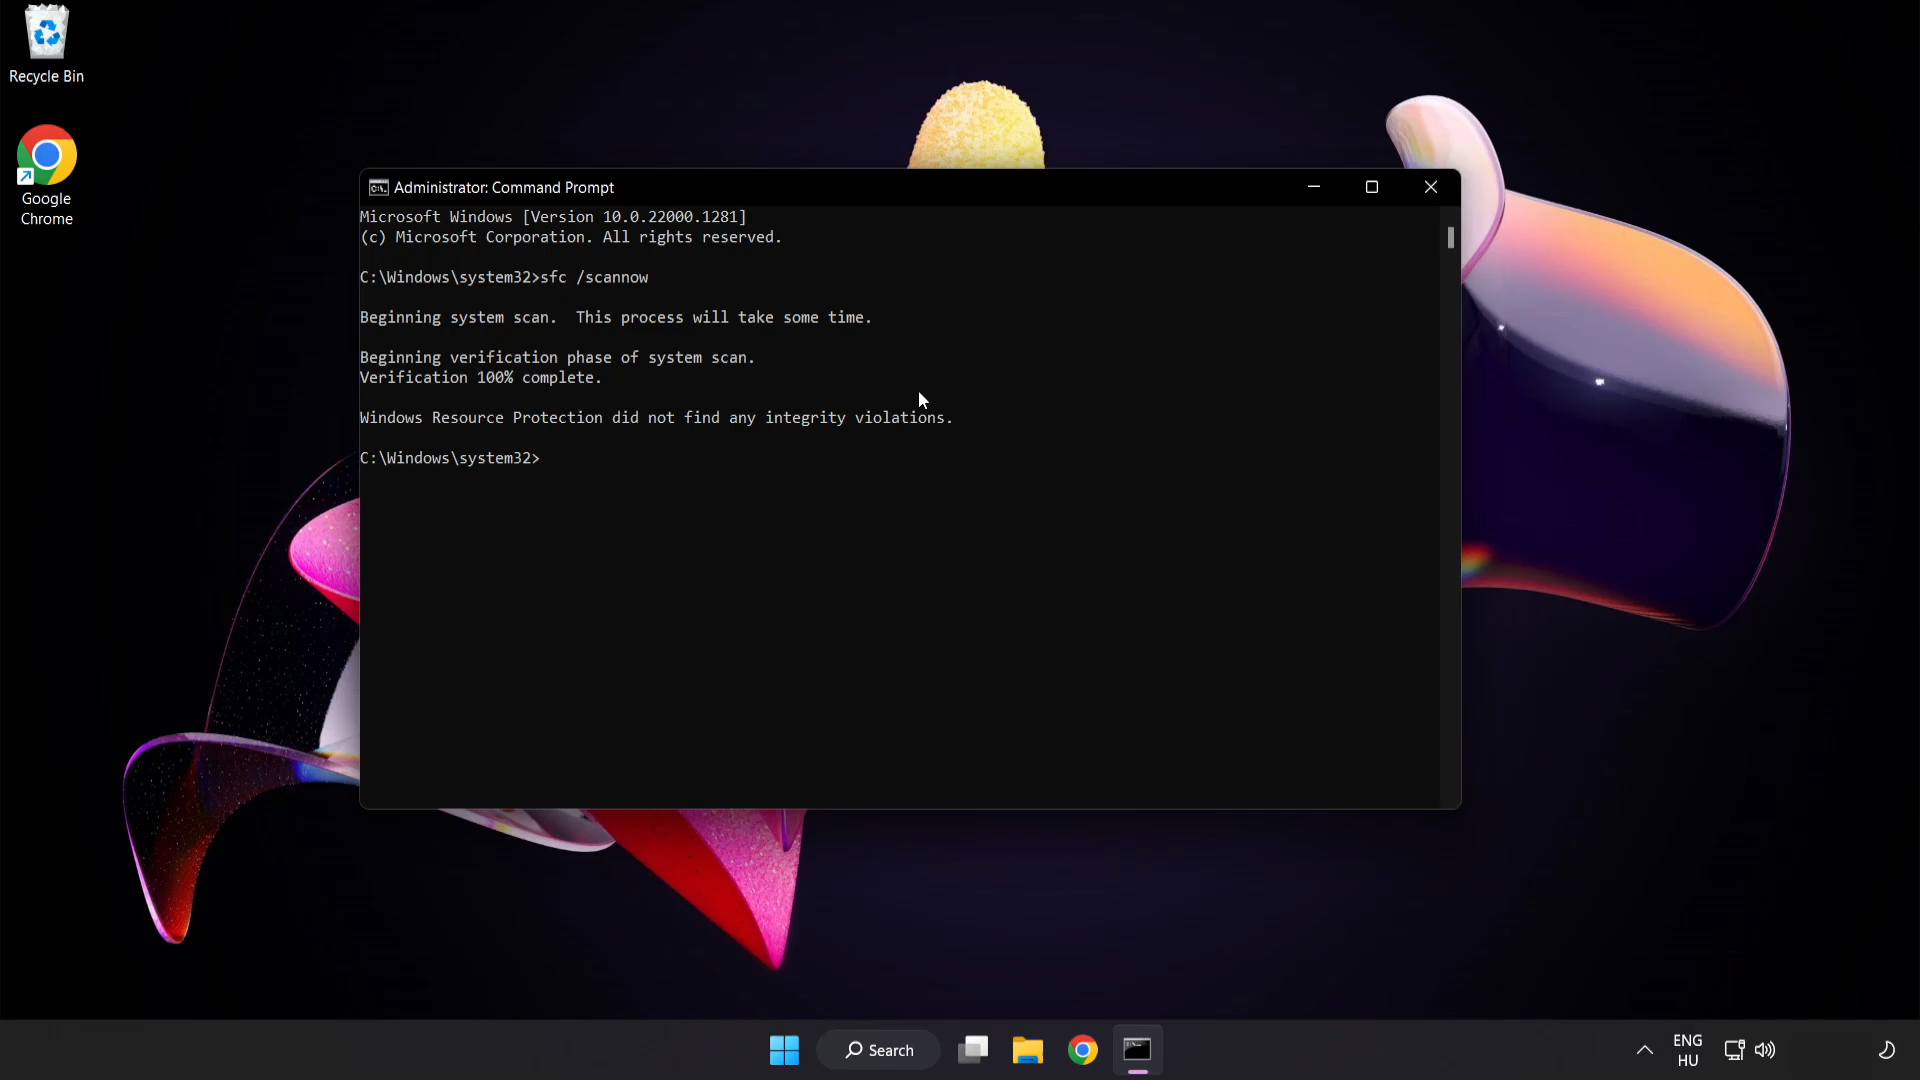 Recycle Bin
Google
Chrome
Administrator: Command Prompt
Microsoft Windows [Version 10.0.22000.1281]
(c) Microsoft Corporation. All rights reserved.
C:\Windows\system32>sfc /scannow
Beginning system scan.  This process will take some time.
Beginning verification phase of system scan.
Verification 100% complete.
Windows Resource Protection did not find any integrity violations.
C:\Windows\system32>
Search
ENG
HU